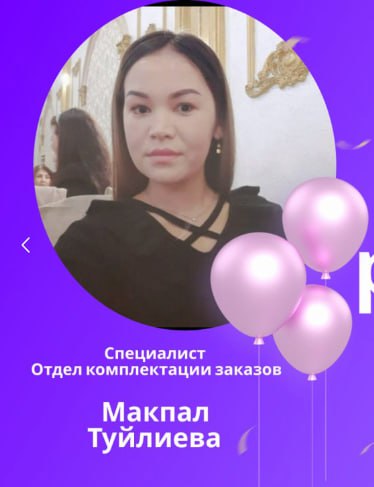 Специалист
Отдел комплектации заказов
Макпал
Туйлиева